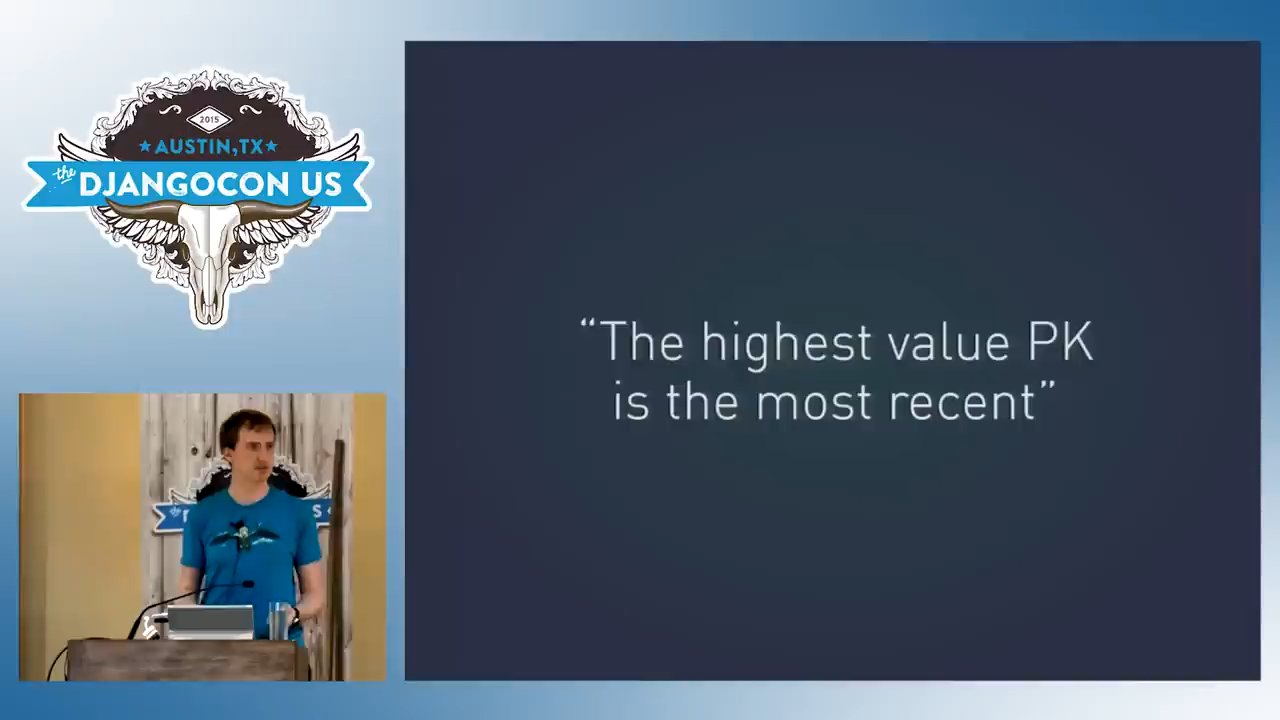 2015
★AUSTIN,TX★
the DJANGOCON US
“The highest value PK
is the most recent”